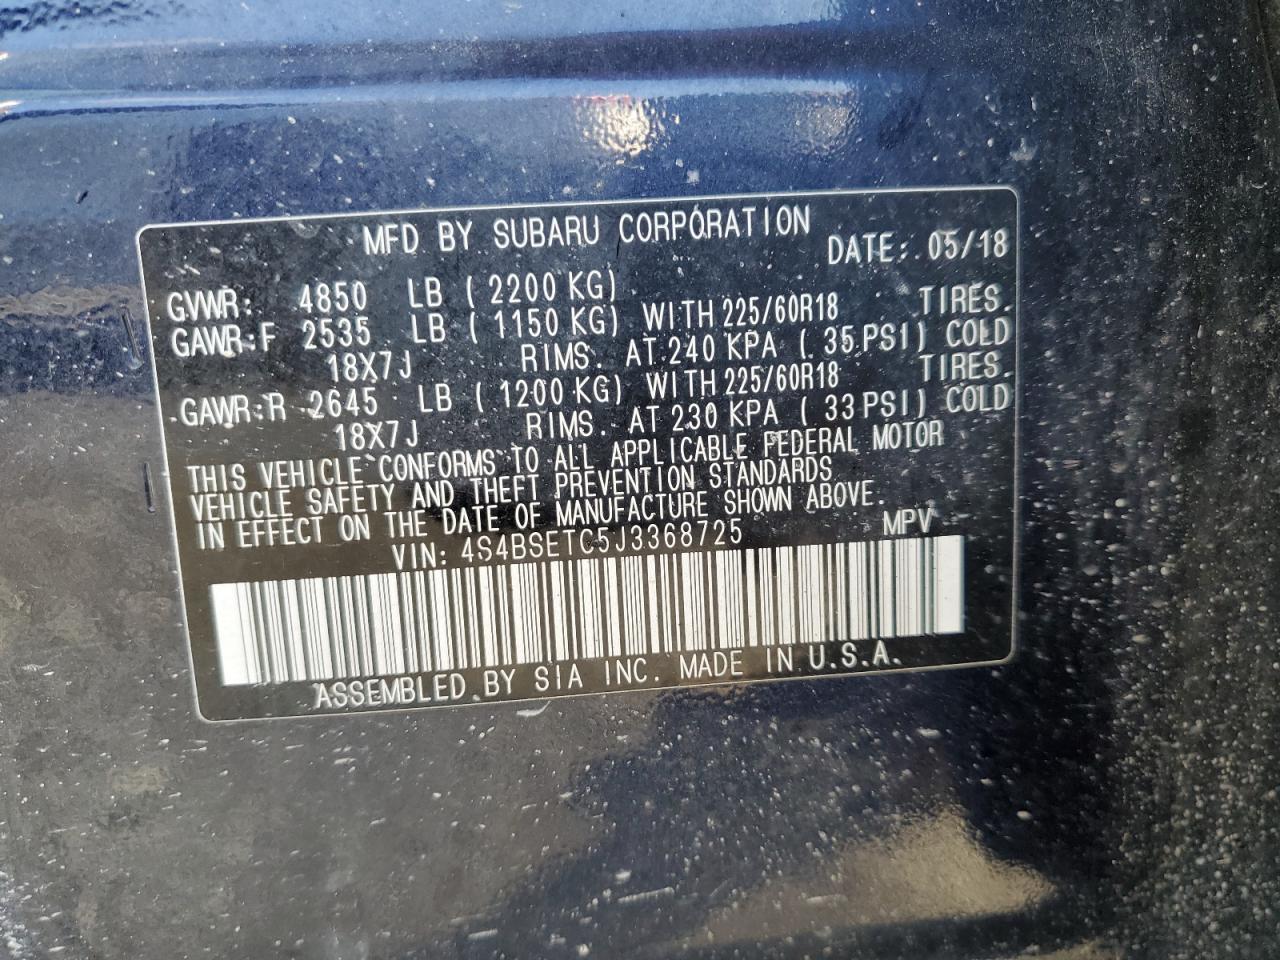 MFD BY SUBARU CORPORATION DATE: 05/18
GVWR: 4850 LB ( 2200 KG)
GAWR:F 2535 LB ( 1150 KG) WITH 225/60R18 TIRES.
18X7J RIMS. AT 240 KPA ( 35 PSI) COLD
GAWR:R 2645 LB ( 1200 KG) WITH 225/60R18 TIRES.
18X7J RIMS. AT 230 KPA ( 33 PSI) COLD
THIS VEHICLE CONFORMS TO ALL APPLICABLE FEDERAL MOTOR
VEHICLE SAFETY AND THEFT PREVENTION STANDARDS
IN EFFECT ON THE DATE OF MANUFACTURE SHOWN ABOVE.
VIN: 4S4BSETC5J3368725 MPV
ASSEMBLED BY SIA INC. MADE IN U.S.A.